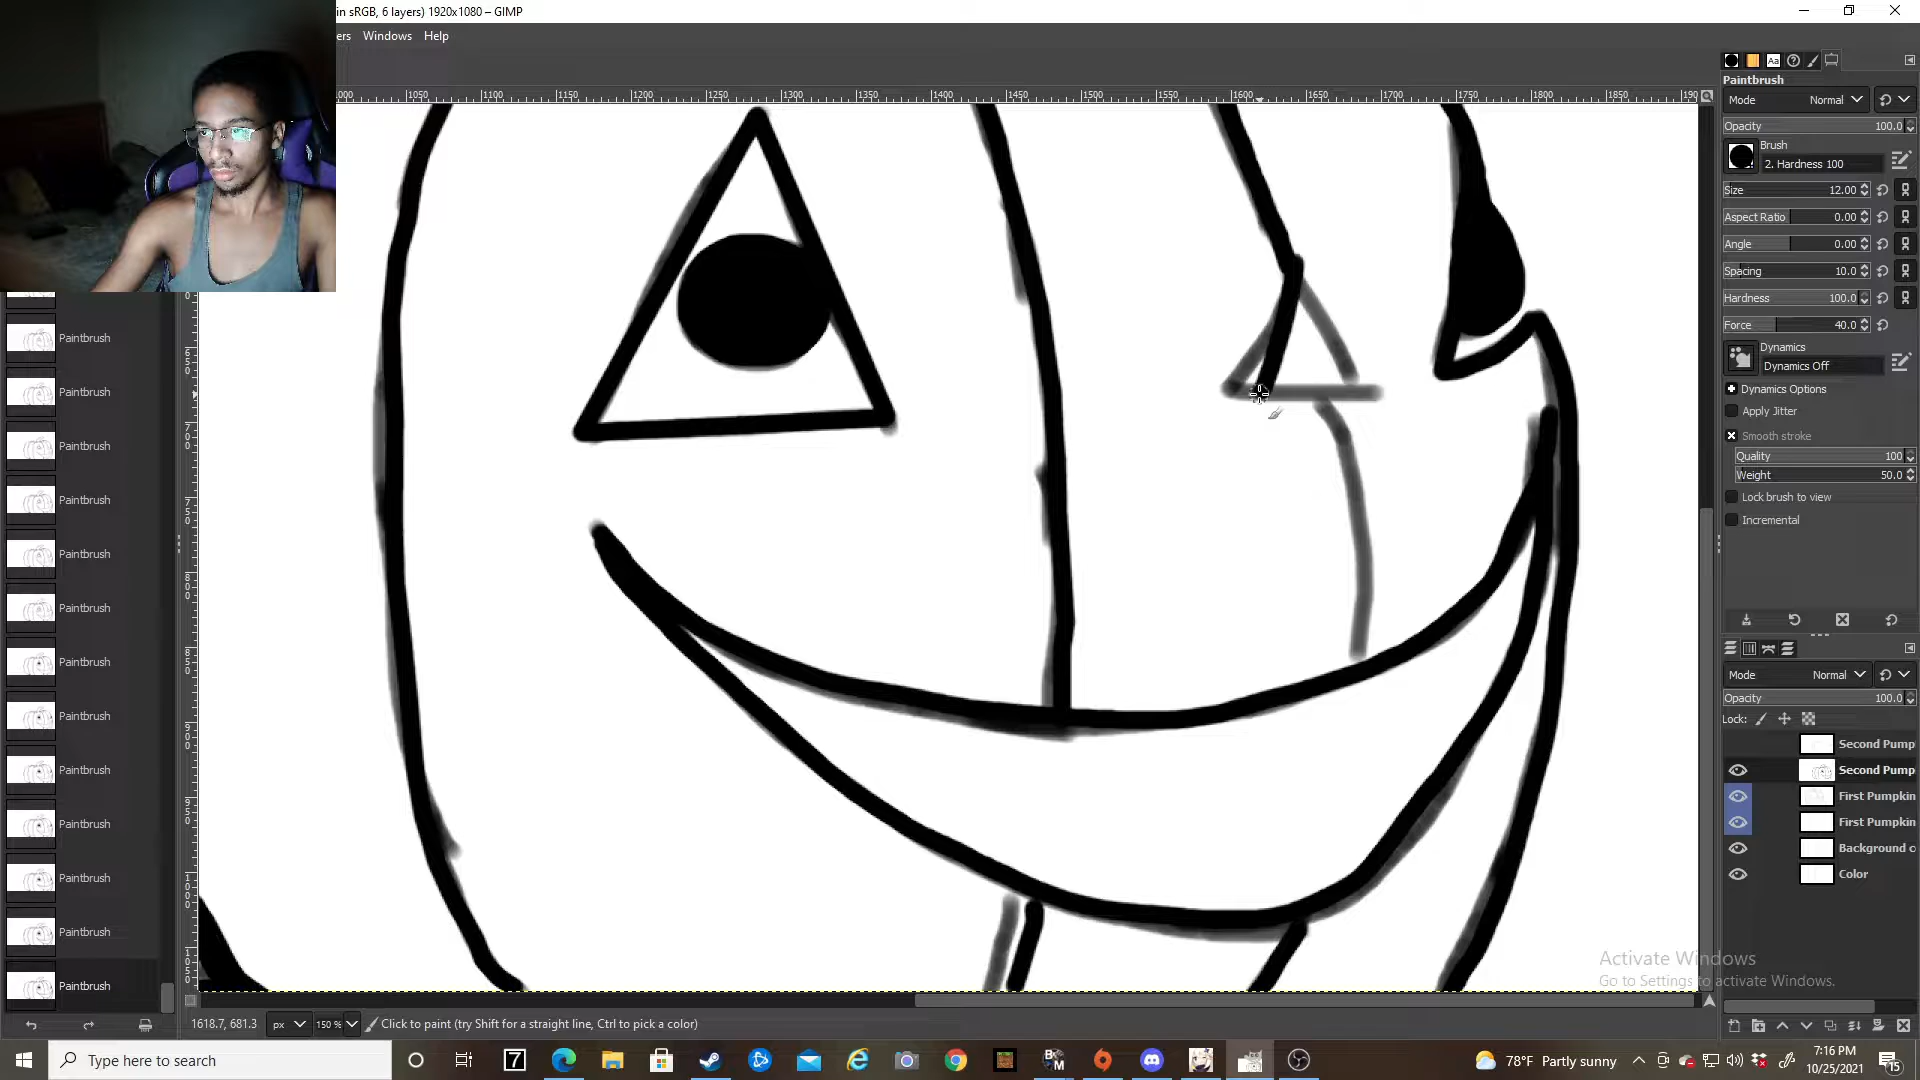 in sRGB, 6 layers) 1920x1080 – GIMP
ers Windows Help
1000 1050 1100 1150 1200 1250 1300 1350 1400 1450 1500 1550 1600 1650 1700 1750 1800 1850 190
Paintbrush
Mode Normal
Opacity 100.0
Brush
2. Hardness 100
Size 12.00
Aspect Ratio 0.00
Angle 0.00
Spacing 10.0
Hardness 100.0
Force 40.0
Dynamics
Dynamics Off
Dynamics Options
Apply Jitter
Smooth stroke
Quality 100
Weight 50.0
Lock brush to view
Incremental
Mode Normal
Opacity 100.0
Lock:
Second Pump
Second Pump
First Pumpkin
First Pumpkin
Background c
Color
Paintbrush
Paintbrush
Paintbrush
Paintbrush
Paintbrush
Paintbrush
Paintbrush
Paintbrush
Paintbrush
Paintbrush
Paintbrush
Paintbrush
Paintbrush
Activate Windows
Go to Settings to activate Windows.
1618.7, 681.3 px 150 % Click to paint (try Shift for a straight line, Ctrl to pick a color)
Type here to search
78°F Partly sunny
7:16 PM
10/25/2021
15